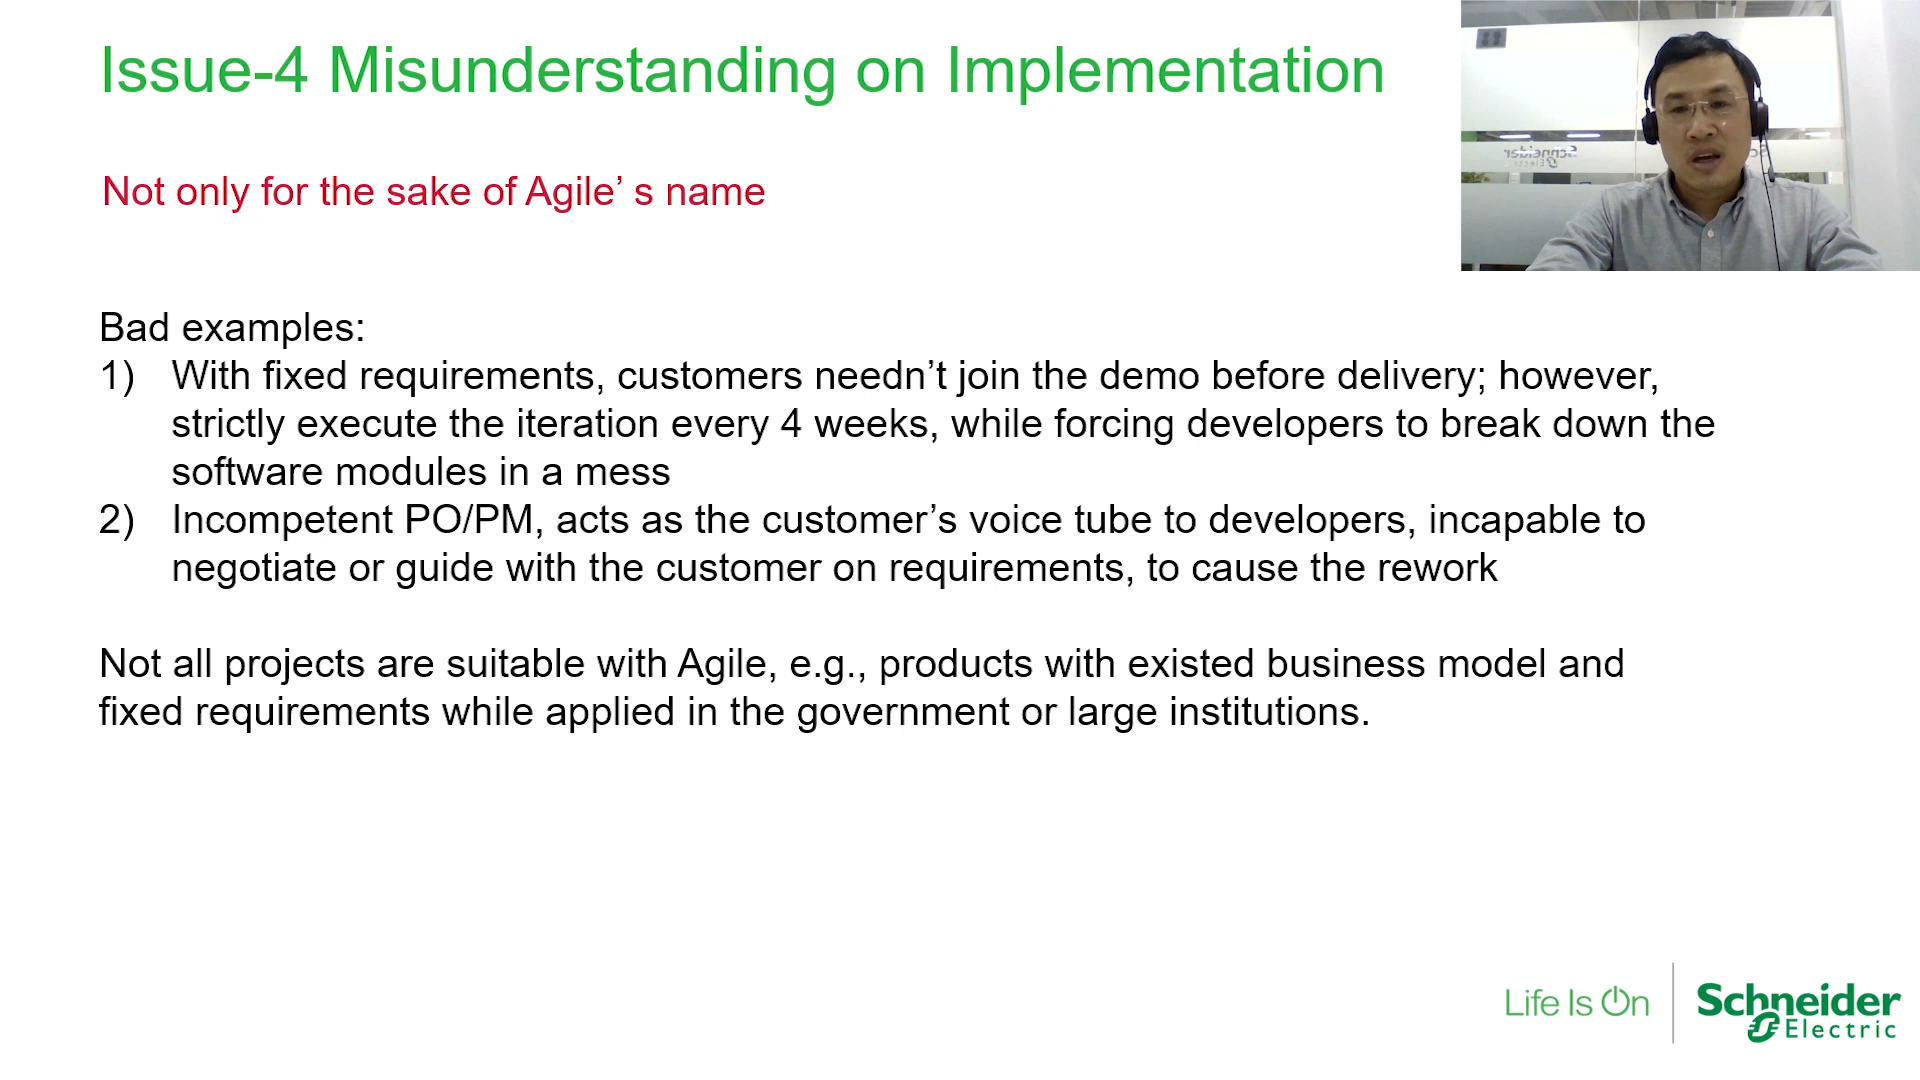 Issue-4 Misunderstanding on Implementation
Not only for the sake of Agile’ s name
Bad examples:
1) With fixed requirements, customers needn’t join the demo before delivery; however,
strictly execute the iteration every 4 weeks, while forcing developers to break down the
software modules in a mess
2) Incompetent PO/PM, acts as the customer’s voice tube to developers, incapable to
negotiate or guide with the customer on requirements, to cause the rework
Not all projects are suitable with Agile, e.g., products with existed business model and
fixed requirements while applied in the government or large institutions.
Life Is On
Schneider
Electric
Schneider
Electric